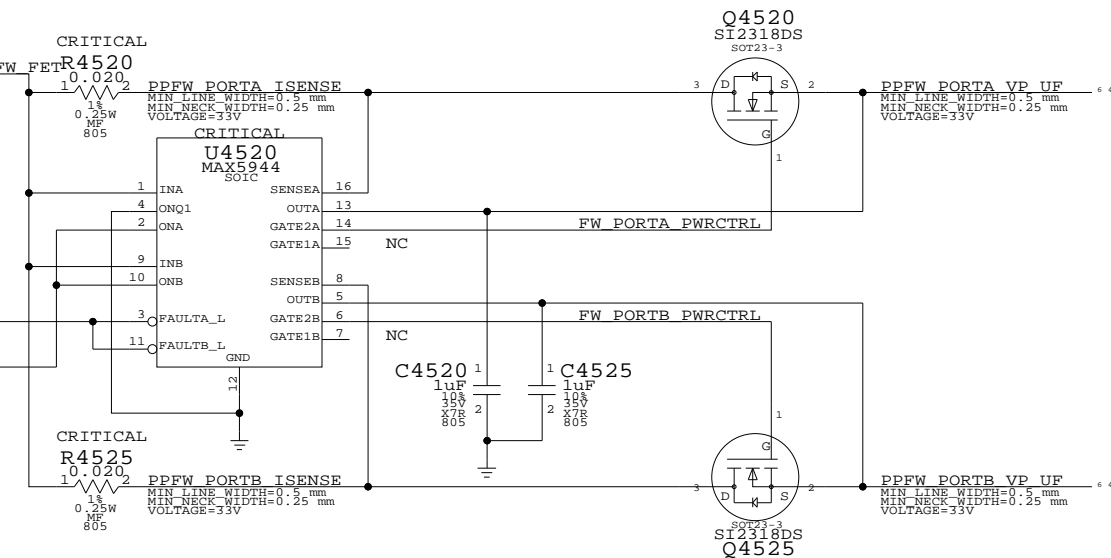 Q4520
SI2318DS
SOT23-3
CRITICAL
FW_FET
R4520
0.020
1 2
1%
0.25W
MF
805
PPFW_PORTA_ISENSE
MIN_LINE_WIDTH=0.5 mm
MIN_NECK_WIDTH=0.25 mm
VOLTAGE=33V
3 D S 2
G
1
PPFW_PORTA_VP_UF
MIN_LINE_WIDTH=0.5 mm
MIN_NECK_WIDTH=0.25 mm
VOLTAGE=33V
6 4
CRITICAL
U4520
MAX5944
SOIC
1 INA SENSEA 16
4 ONQ1 OUTA 13
2 ONA GATE2A 14
FW_PORTA_PWRCTRL
GATE1A 15 NC
9 INB
10 ONB SENSEB 8
OUTB 5
3 FAULTA_L GATE2B 6
FW_PORTB_PWRCTRL
11 FAULTB_L GATE1B 7 NC
GND
12
C4520
1uF
10%
35V
X7R
805
1
2
C4525
1uF
10%
35V
X7R
805
1
2
CRITICAL
R4525
0.020
1 2
1%
0.25W
MF
805
PPFW_PORTB_ISENSE
MIN_LINE_WIDTH=0.5 mm
MIN_NECK_WIDTH=0.25 mm
VOLTAGE=33V
1
G
3 D S 2
SOT23-3
SI2318DS
Q4525
PPFW_PORTB_VP_UF
MIN_LINE_WIDTH=0.5 mm
MIN_NECK_WIDTH=0.25 mm
VOLTAGE=33V
6 4